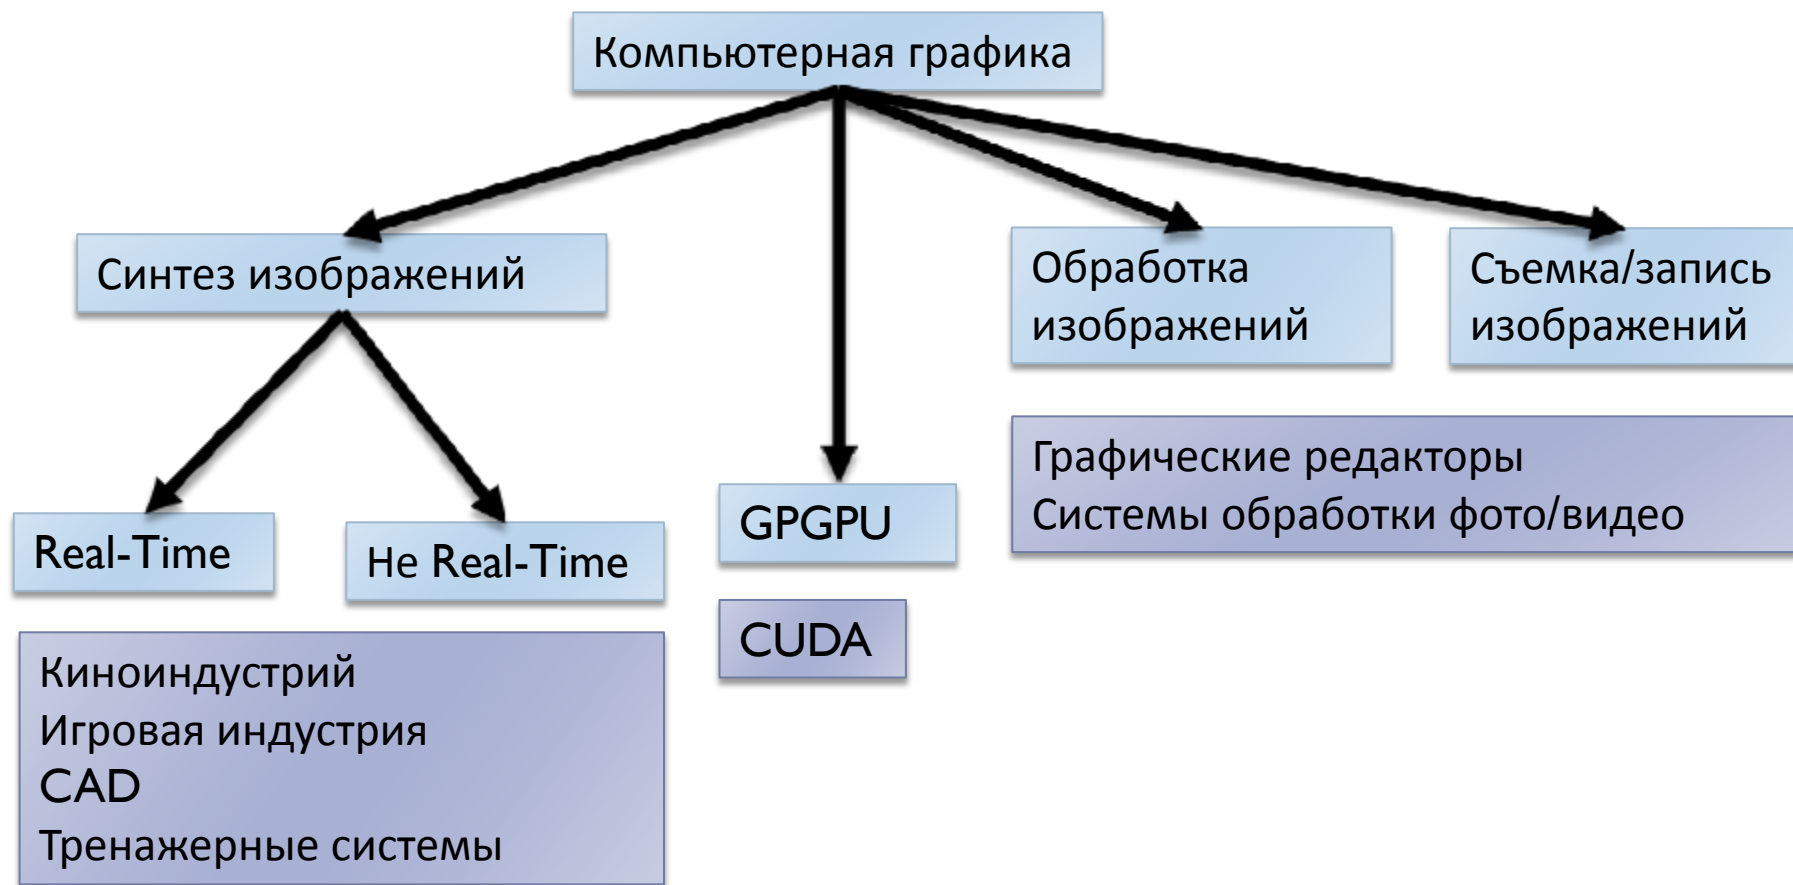 Компьютерная графика
Синтез изображений
Обработка
изображений
Съемка/запись
изображений
Графические редакторы
Системы обработки фото/видео
Real-Time
Не Real-Time
GPGPU
CUDA
Киноиндустрий
Игровая индустрия
CAD
Тренажерные системы